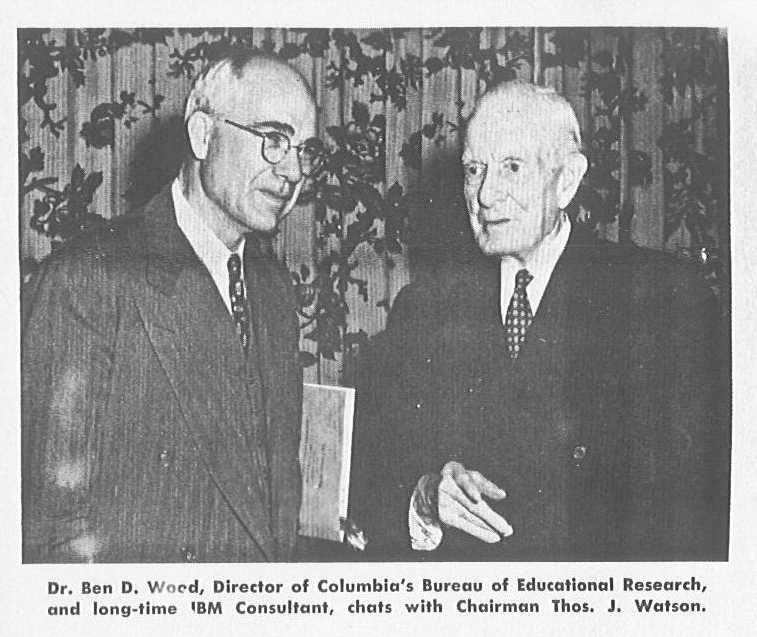 Dr. Ben D. Wood, Director of Columbia's Bureau of Educational Research,
and long-time IBM Consultant, chats with Chairman Thos. J. Watson.